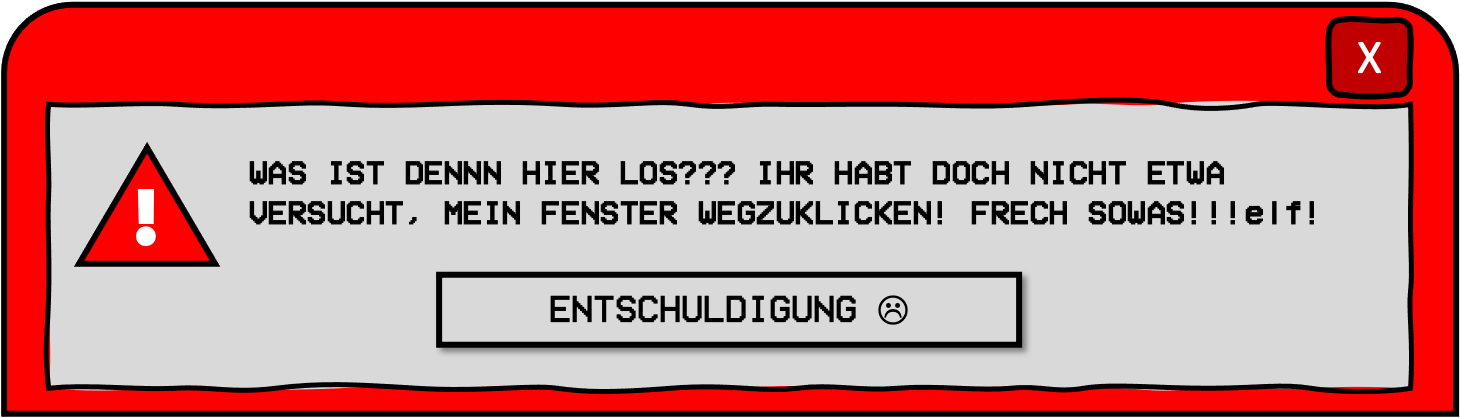 X
WAS IST DENNN HIER LOS??? IHR HABT DOCH NICHT ETWA
VERSUCHT, MEIN FENSTER WEGZUKLICKEN! FRECH SOWAS!!!elf!
ENTSCHULDIGUNG ☹